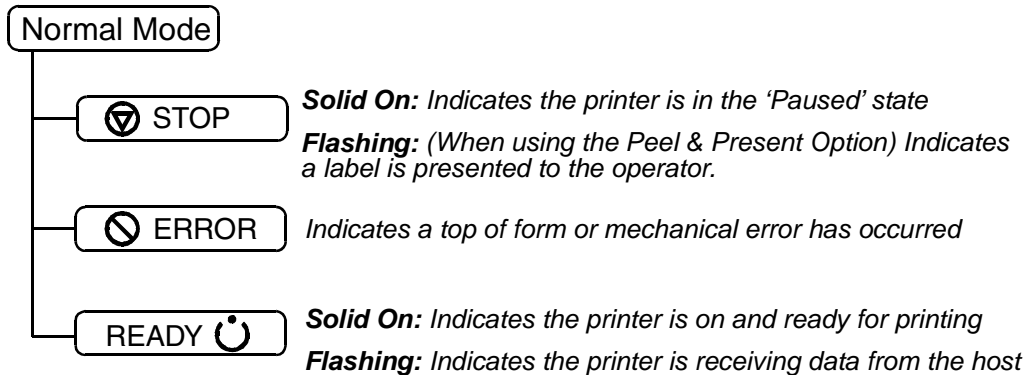 Normal Mode
STOP
Solid On: Indicates the printer is in the ‘Paused’ state
Flashing: (When using the Peel & Present Option) Indicates
a label is presented to the operator.
ERROR
Indicates a top of form or mechanical error has occurred
READY
Solid On: Indicates the printer is on and ready for printing
Flashing: Indicates the printer is receiving data from the host